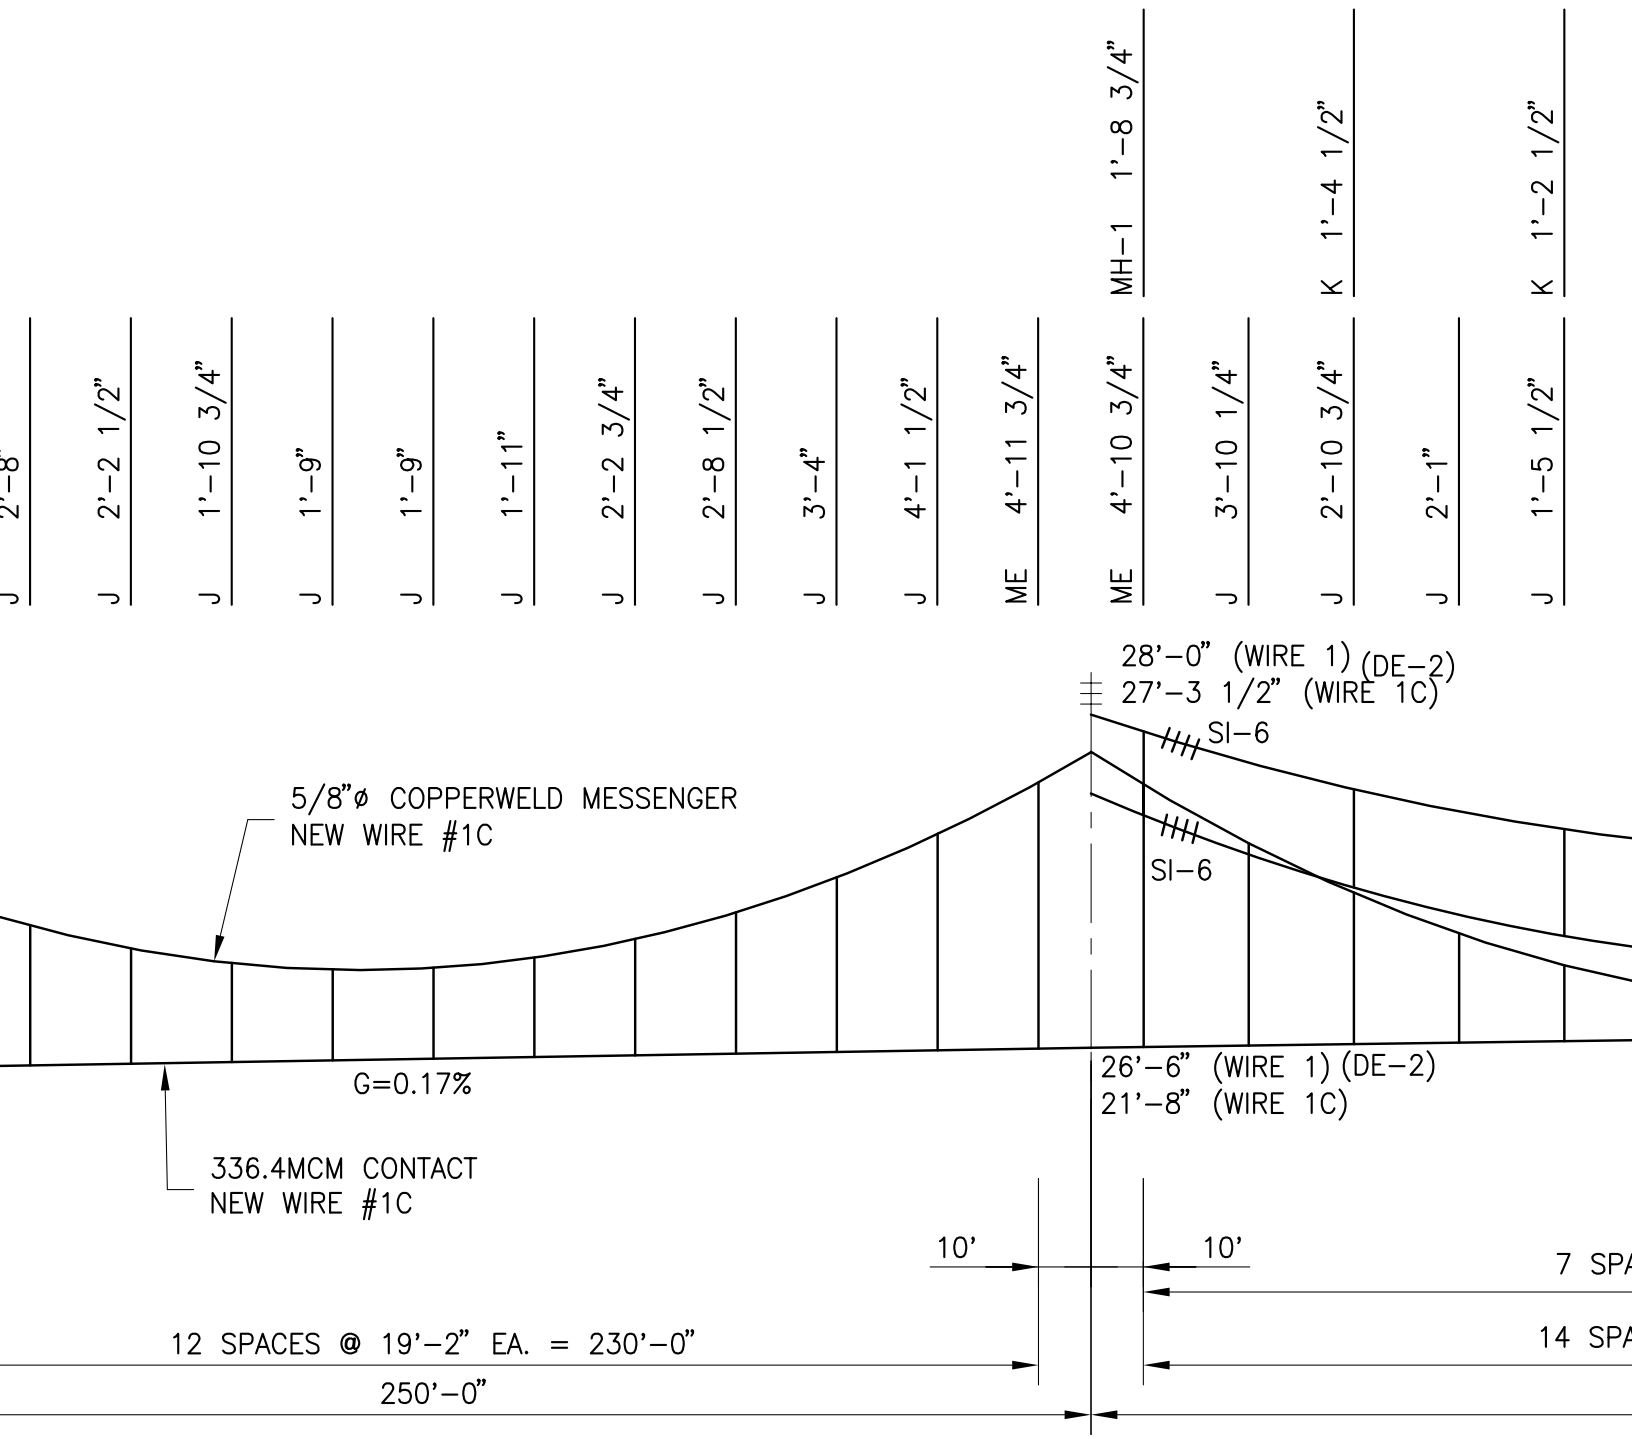 MH-1 1'-8 3/4"
K 1'-4 1/2"
K 1'-2 1/2"
J 2'-8"
J 2'-2 1/2"
J 1'-10 3/4"
J 1'-9"
J 1'-9"
J 1'-11"
J 2'-2 3/4"
J 2'-8 1/2"
J 3'-4"
J 4'-1 1/2"
ME 4'-11 3/4"
ME 4'-10 3/4"
J 3'-10 1/4"
J 2'-10 3/4"
J 2'-1"
J 1'-5 1/2"
28'-0" (WIRE 1) (DE-2)
27'-3 1/2" (WIRE 1C)
SI-6
5/8"ø COPPERWELD MESSENGER
NEW WIRE #1C
SI-6
G=0.17%
26'-6" (WIRE 1) (DE-2)
21'-8" (WIRE 1C)
336.4MCM CONTACT
NEW WIRE #1C
10'
10'
7 SPA
12 SPACES @ 19'-2" EA. = 230'-0"
14 SPA
250'-0"